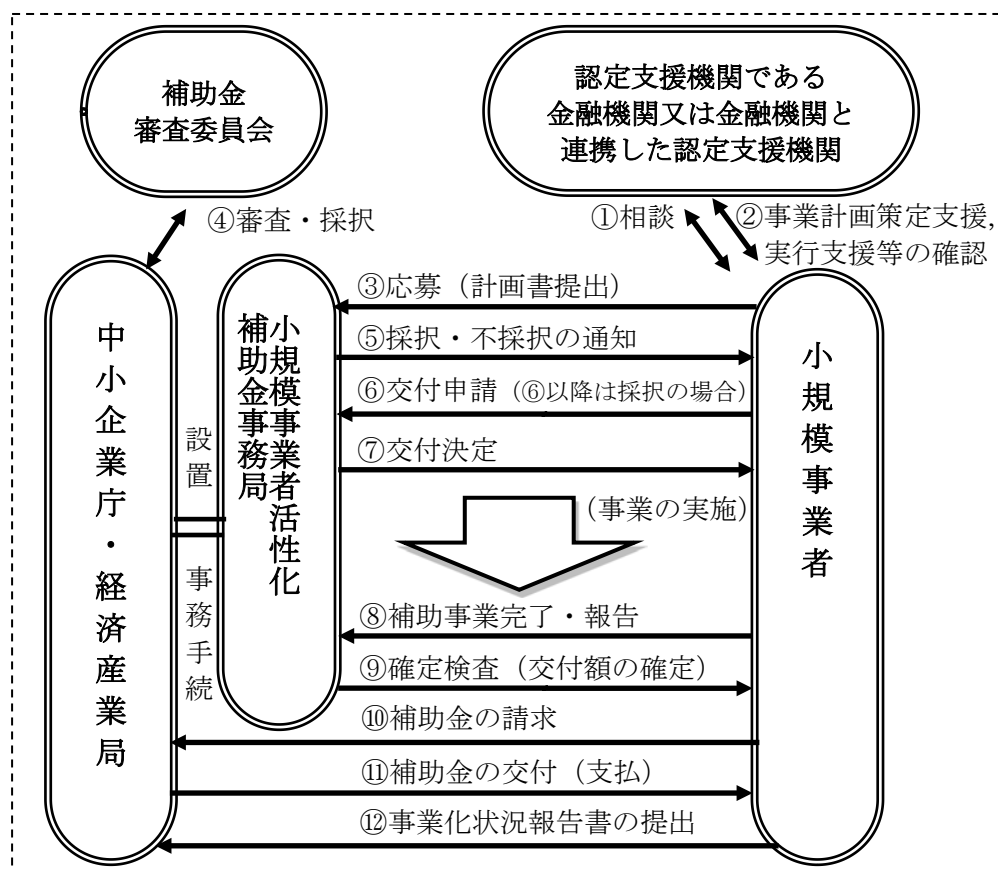 補助金
審査委員会
認定支援機関である
金融機関又は金融機関と
連携した認定支援機関
④審査・採択
①相談
②事業計画策定支援,
実行支援等の確認
中小企業庁・経済産業局
設置
事務手続
小規模事業者活性化
補助金事務局
小規模事業者
③応募（計画書提出）
⑤採択・不採択の通知
⑥交付申請（⑥以降は採択の場合）
⑦交付決定
（事業の実施）
⑧補助事業完了・報告
⑨確定検査（交付額の確定）
⑩補助金の請求
⑪補助金の交付（支払）
⑫事業化状況報告書の提出